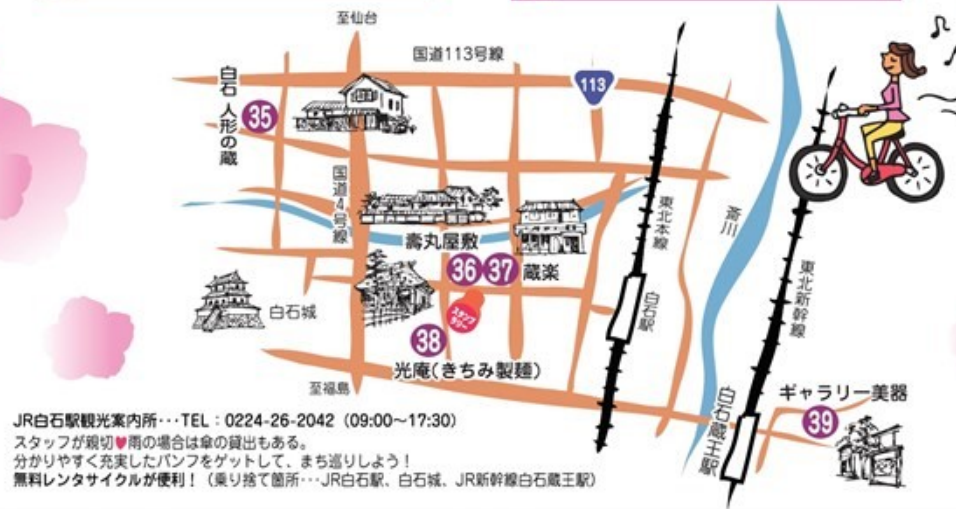 至仙台
国道113号線
113
白石 人形の蔵
35
国道4号線
壽丸屋敷
36 37 蔵楽
スタンプ
ラリー
白石城
38
光庵(きちみ製麺)
至福島
東北本線
白石駅
斎川
東北新幹線
白石蔵王駅
ギャラリー美器
39
JR白石駅観光案内所･･･TEL：0224-26-2042（09:00～17:30）
スタッフが親切♥雨の場合は傘の貸出もある。
分かりやすく充実したパンフをゲットして、まち巡りしよう！
無料レンタサイクルが便利！（乗り捨て箇所･･･JR白石駅、白石城、JR新幹線白石蔵王駅）